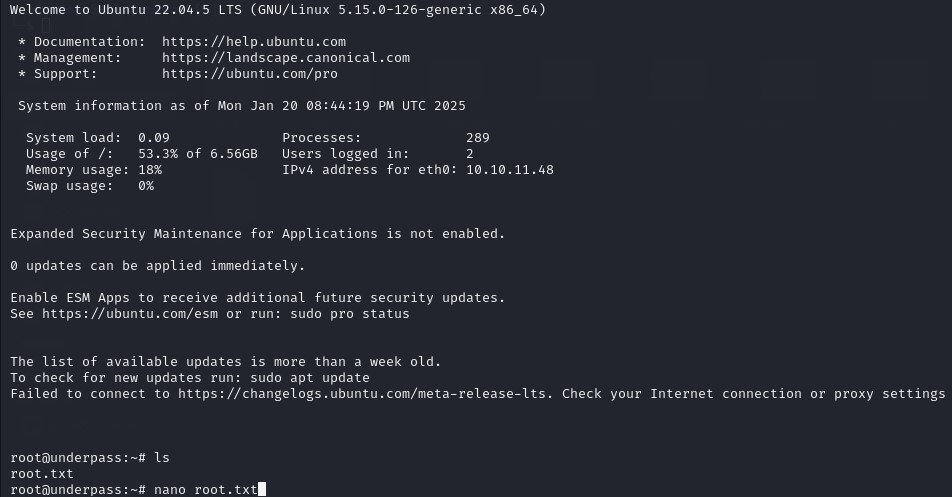 Welcome to Ubuntu 22.04.5 LTS (GNU/Linux 5.15.0-126-generic x86_64)
* Documentation:  https://help.ubuntu.com
* Management:     https://landscape.canonical.com
* Support:        https://ubuntu.com/pro
System information as of Mon Jan 20 08:44:19 PM UTC 2025
System load:  0.09               Processes:             289
Usage of /:   53.3% of 6.56GB   Users logged in:       2
Memory usage: 18%               IPv4 address for eth0: 10.10.11.48
Swap usage:   0%
Expanded Security Maintenance for Applications is not enabled.
0 updates can be applied immediately.
Enable ESM Apps to receive additional future security updates.
See https://ubuntu.com/esm or run: sudo pro status
The list of available updates is more than a week old.
To check for new updates run: sudo apt update
Failed to connect to https://changelogs.ubuntu.com/meta-release-lts. Check your Internet connection or proxy settings
root@underpass:~# ls
root.txt
root@underpass:~# nano root.txt